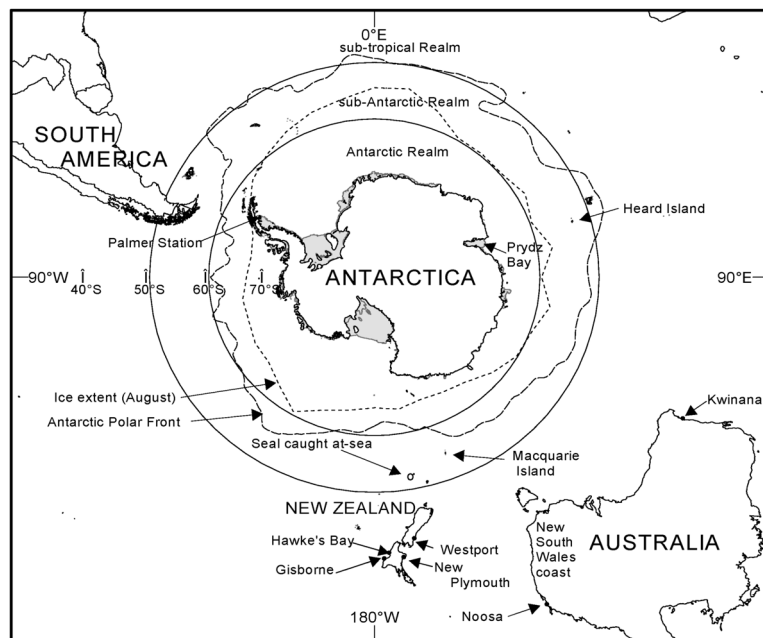 0°E
sub-tropical Realm
SOUTH
AMERICA
sub-Antarctic Realm
Antarctic Realm
Heard Island
Palmer Station
Prydz
Bay
90°W
40°S
50°S
60°S
70°S
ANTARCTICA
90°E
Ice extent (August)
Antarctic Polar Front
Kwinana
Seal caught at-sea
Macquarie
Island
NEW ZEALAND
Hawke's Bay
Westport
Gisborne
New
Plymouth
New
South
Wales
coast
AUSTRALIA
Noosa
180°W